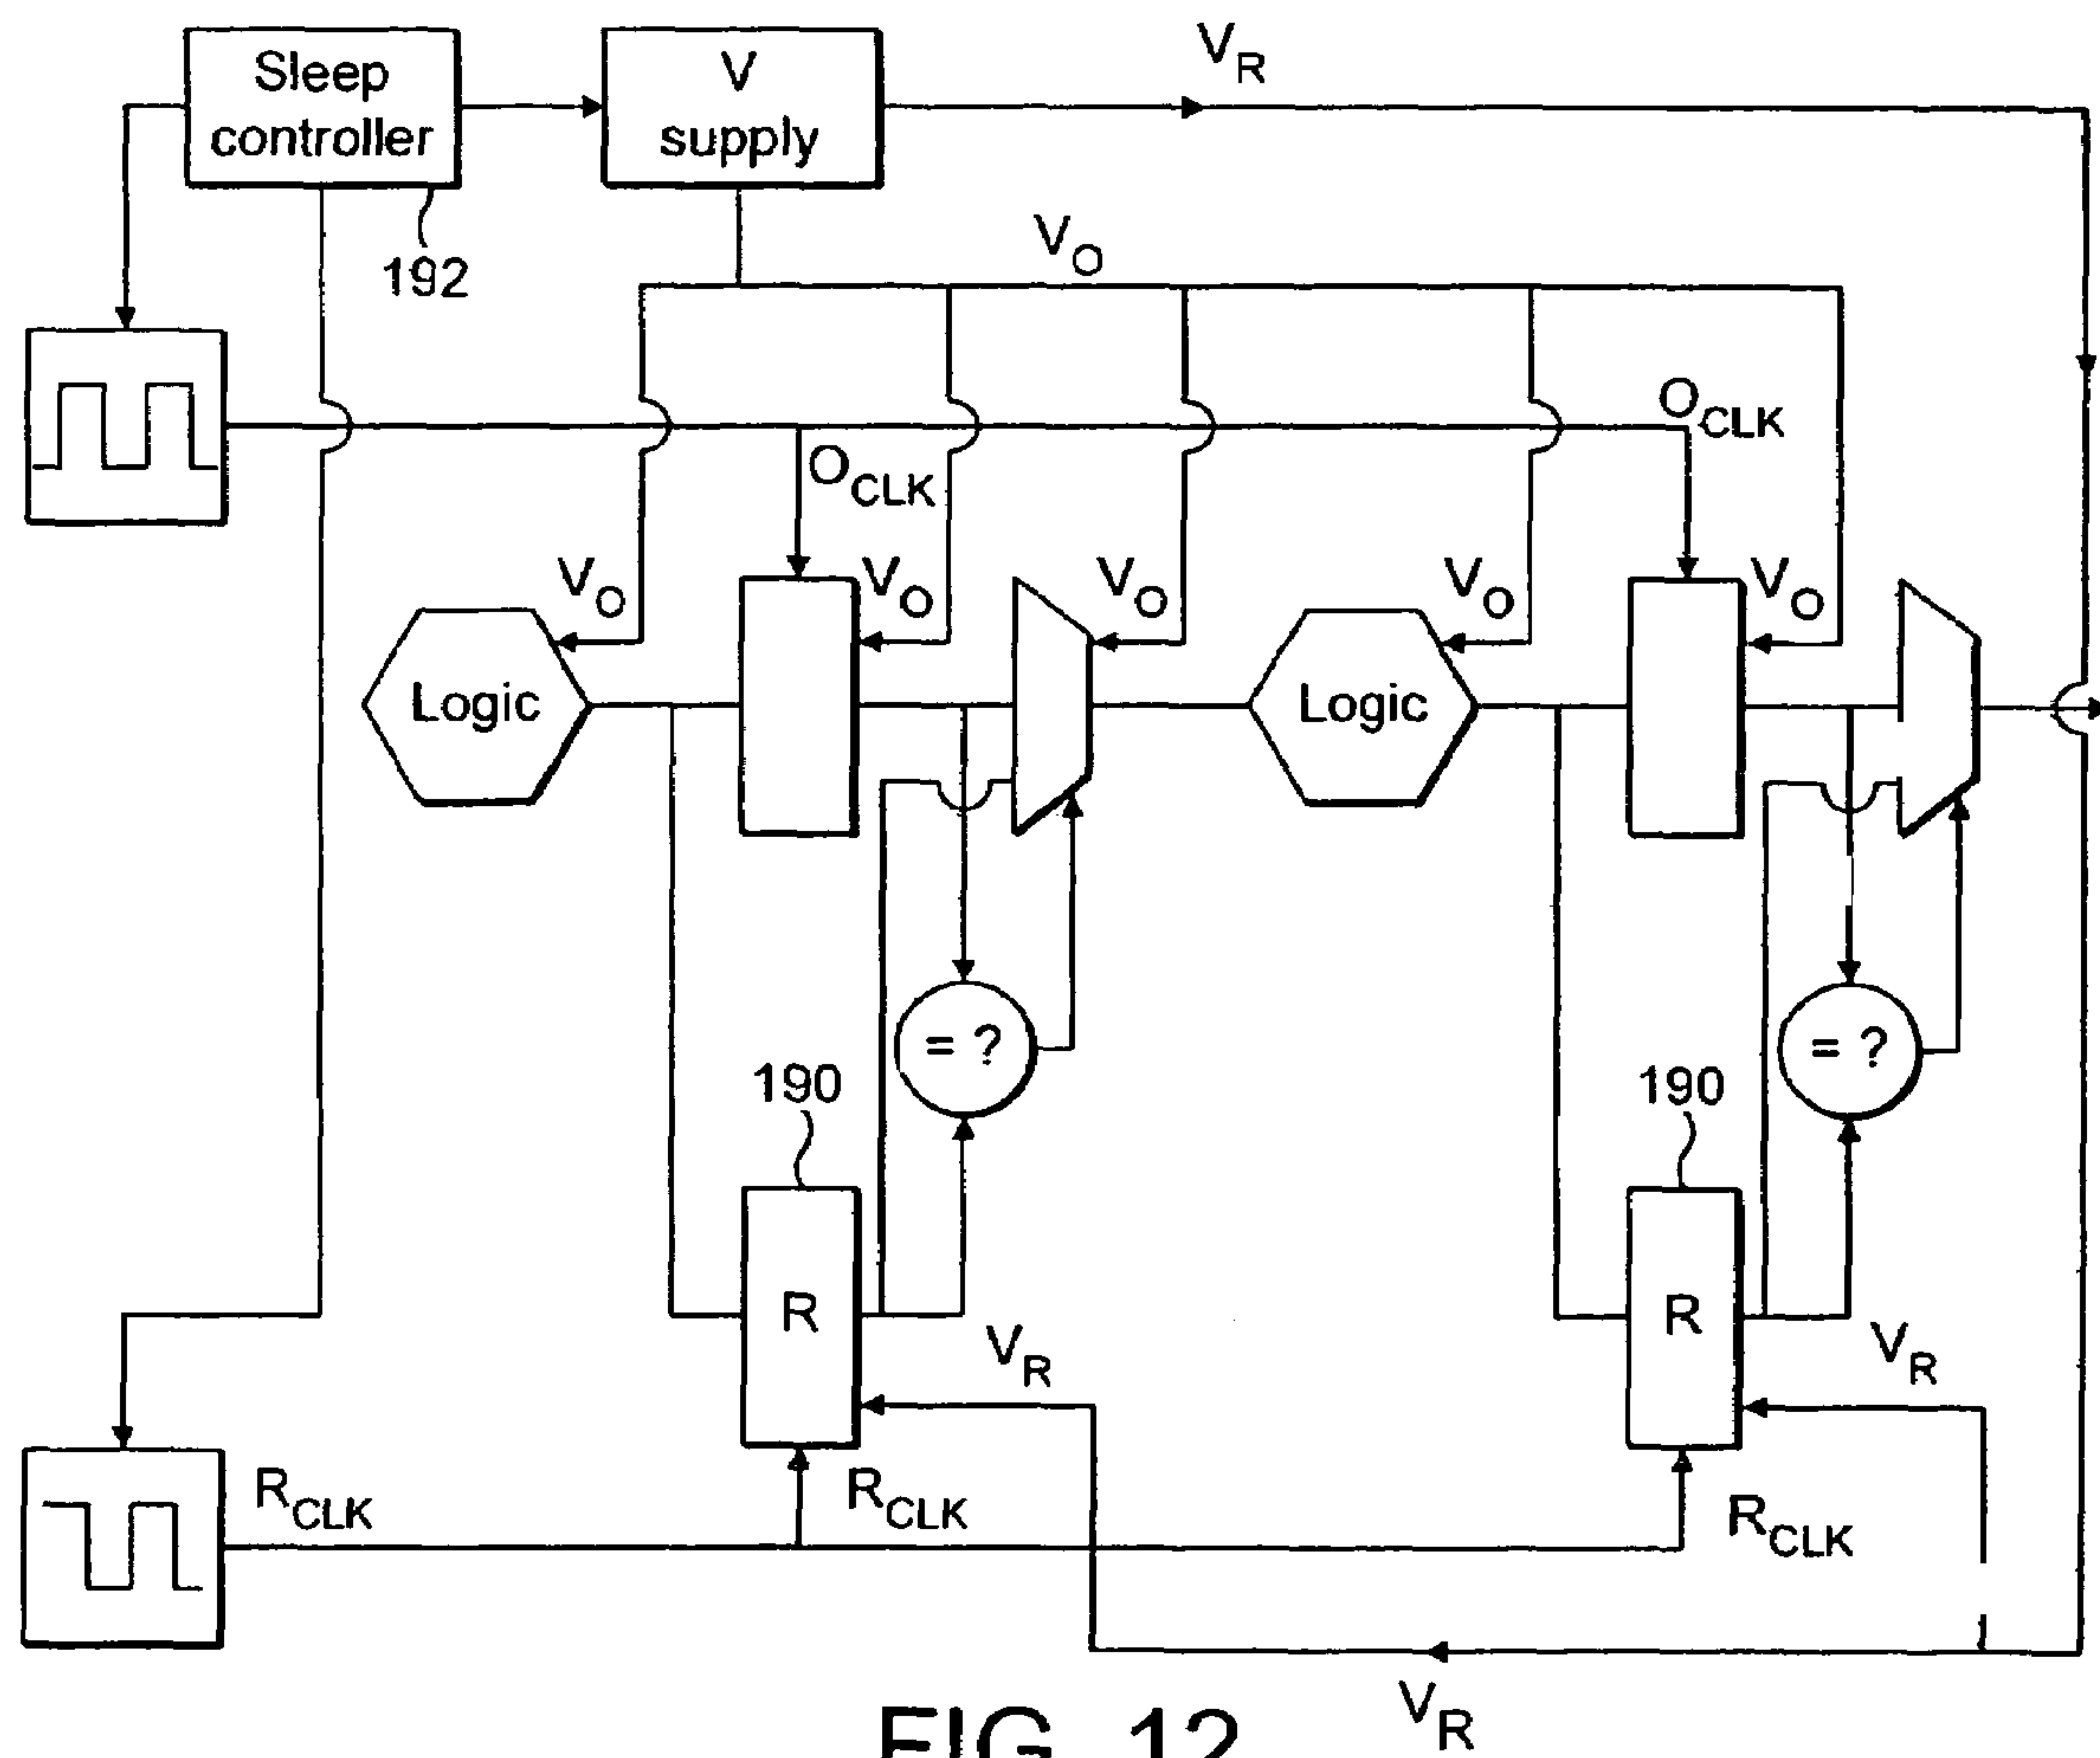 Sleep
controller
V
supply
V_R
192
V_O
O_CLK
O_CLK
V_O
V_O
V_O
V_O
V_O
Logic
Logic
= ?
= ?
190
190
R
R
V_R
V_R
R_CLK
R_CLK
R_CLK
V_R
FIG. 12